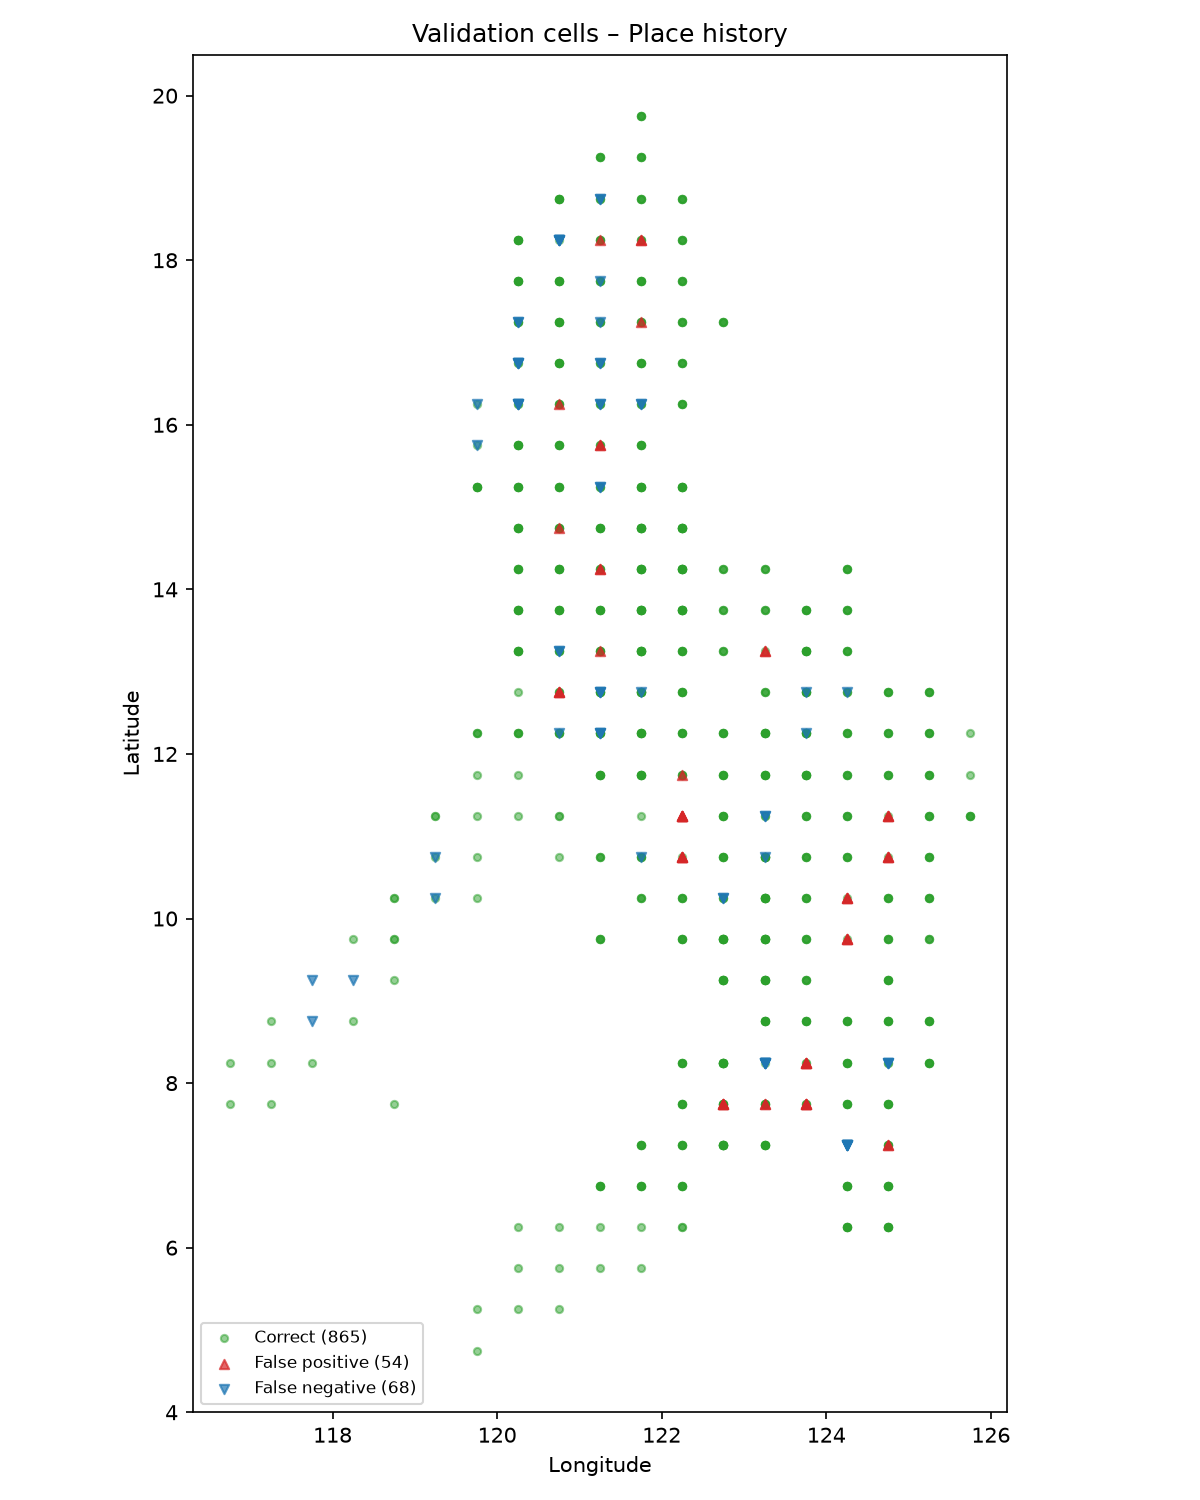 Validation cells – Place history
20
18
16
14
12
10
8
6
4
Latitude
Correct (865)
False positive (54)
False negative (68)
118 120 122 124 126
Longitude